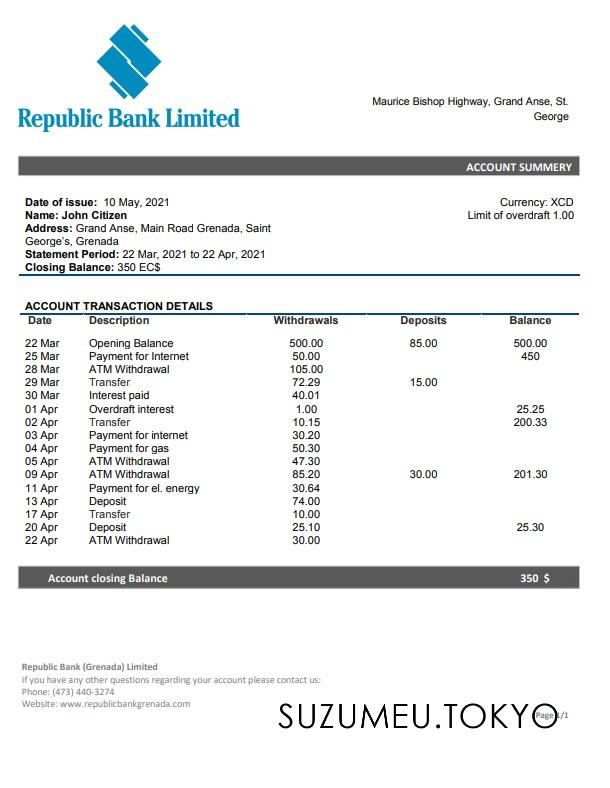 Republic Bank Limited
Maurice Bishop Highway, Grand Anse, St.
George
ACCOUNT SUMMERY
Date of issue: 10 May, 2021
Currency: XCD
Name: John Citizen
Limit of overdraft 1.00
Address: Grand Anse, Main Road Grenada, Saint
George's, Grenada
Statement Period: 22 Mar, 2021 to 22 Apr, 2021
Closing Balance: 350 EC$
ACCOUNT TRANSACTION DETAILS
Date Description Withdrawals Deposits Balance
22 Mar Opening Balance 500.00 85.00 500.00
25 Mar Payment for Internet 50.00 450
28 Mar ATM Withdrawal 105.00
29 Mar Transfer 72.29 15.00
30 Mar Interest paid 40.01
01 Apr Overdraft interest 1.00 25.25
02 Apr Transfer 10.15 200.33
03 Apr Payment for internet 30.20
04 Apr Payment for gas 50.30
05 Apr ATM Withdrawal 47.30
09 Apr ATM Withdrawal 85.20 30.00 201.30
11 Apr Payment for el. energy 30.64
13 Apr Deposit 74.00
17 Apr Transfer 10.00
20 Apr Deposit 25.10 25.30
22 Apr ATM Withdrawal 30.00
Account closing Balance 350 $
Republic Bank (Grenada) Limited
If you have any other questions regarding your account please contact us:
Phone: (473) 440-3274
Website: www.republicbankgrenada.com
SUZUMEU.TOKYO
Page 1/1